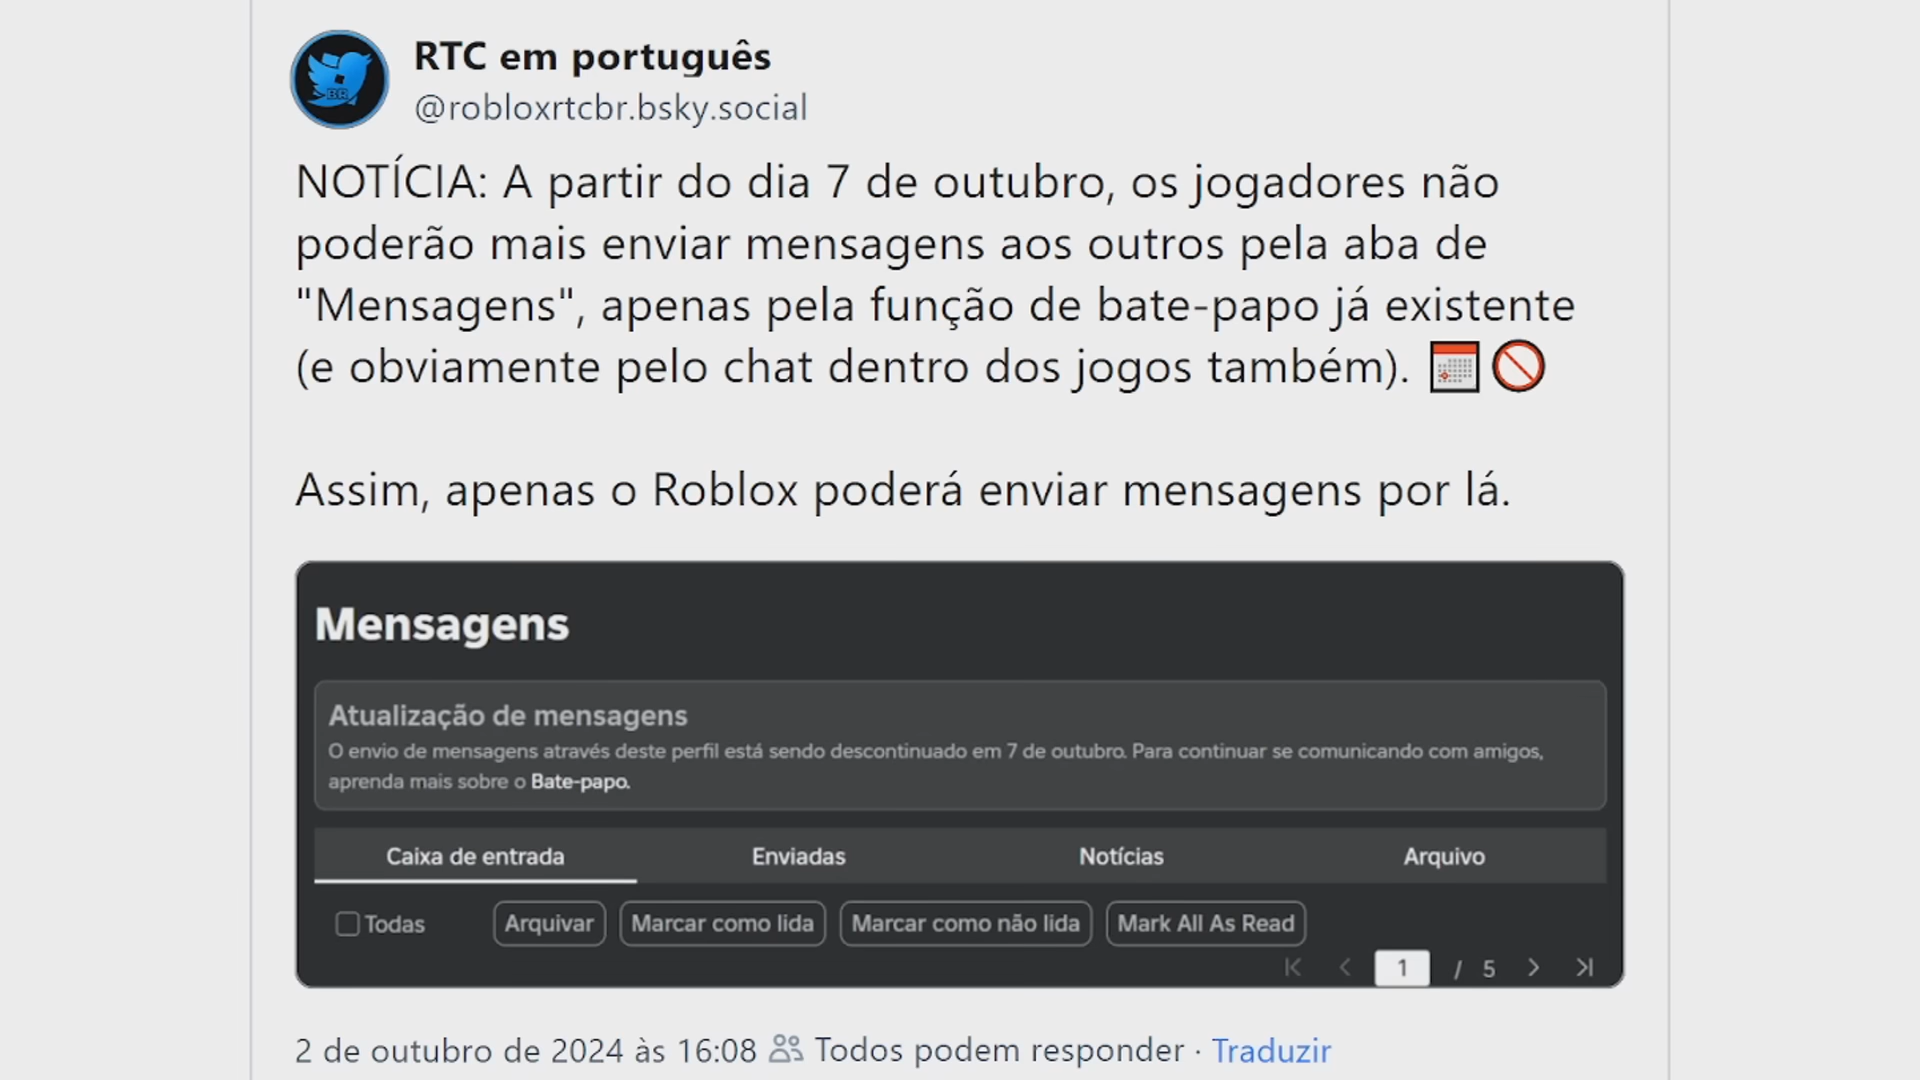 BR
RTC em português
@robloxrtcbr.bsky.social
NOTÍCIA: A partir do dia 7 de outubro, os jogadores não
poderão mais enviar mensagens aos outros pela aba de
"Mensagens", apenas pela função de bate-papo já existente
(e obviamente pelo chat dentro dos jogos também).
Assim, apenas o Roblox poderá enviar mensagens por lá.
Mensagens
Atualização de mensagens
O envio de mensagens através deste perfil está sendo descontinuado em 7 de outubro. Para continuar se comunicando com amigos,
aprenda mais sobre o Bate-papo.
Caixa de entrada Enviadas Notícias Arquivo
Todas Arquivar Marcar como lida Marcar como não lida Mark All As Read
1 / 5
2 de outubro de 2024 às 16:08 Todos podem responder · Traduzir